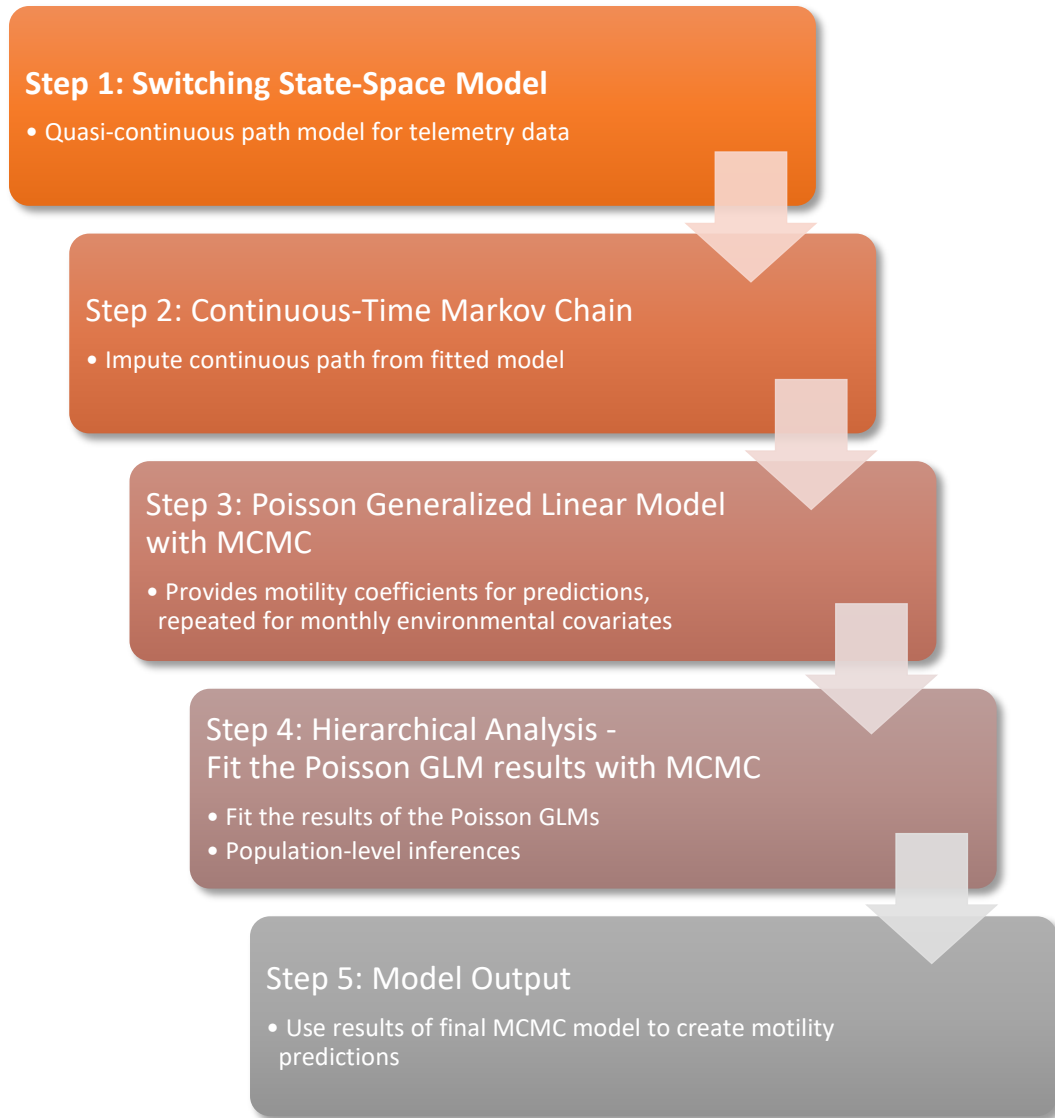 Step 1: Switching State-Space Model
• Quasi-continuous path model for telemetry data
Step 2: Continuous-Time Markov Chain
• Impute continuous path from fitted model
Step 3: Poisson Generalized Linear Model
with MCMC
• Provides motility coefficients for predictions,
repeated for monthly environmental covariates
Step 4: Hierarchical Analysis -
Fit the Poisson GLM results with MCMC
• Fit the results of the Poisson GLMs
• Population-level inferences
Step 5: Model Output
• Use results of final MCMC model to create motility
predictions